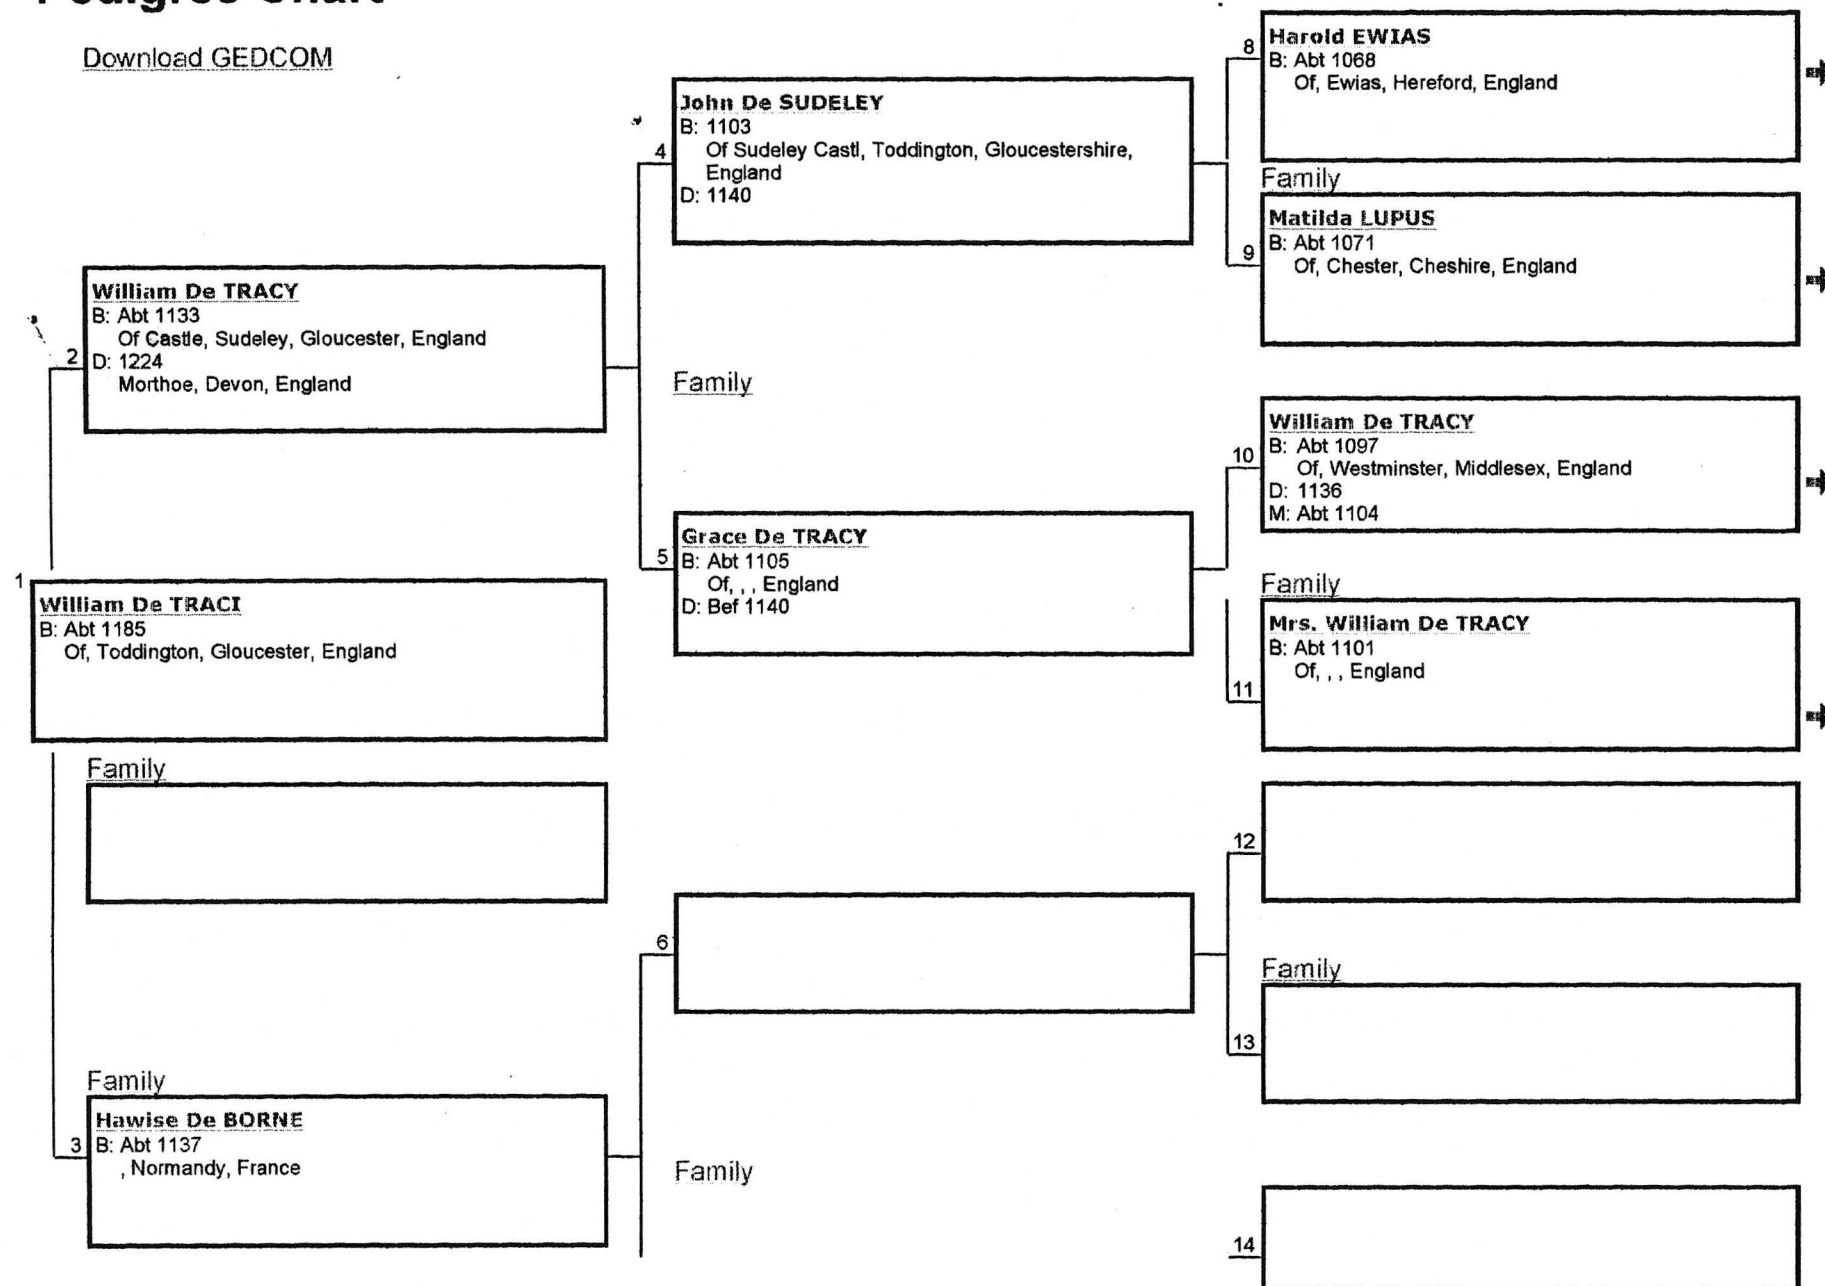 Download GEDCOM
1
William De TRACI
B: Abt 1185
Of, Toddington, Gloucester, England
Family
2
William De TRACY
B: Abt 1133
Of Castle, Sudeley, Gloucester, England
D: 1224
Morthoe, Devon, England
Family
3
Hawise De BORNE
B: Abt 1137
, Normandy, France
4
John De SUDELEY
B: 1103
Of Sudeley Castl, Toddington, Gloucestershire,
England
D: 1140
Family
5
Grace De TRACY
B: Abt 1105
Of, , , England
D: Bef 1140
6
Family
8
Harold EWIAS
B: Abt 1068
Of, Ewias, Hereford, England
Family
9
Matilda LUPUS
B: Abt 1071
Of, Chester, Cheshire, England
10
William De TRACY
B: Abt 1097
Of, Westminster, Middlesex, England
D: 1136
M: Abt 1104
Family
11
Mrs. William De TRACY
B: Abt 1101
Of, , , England
12
Family
13
14